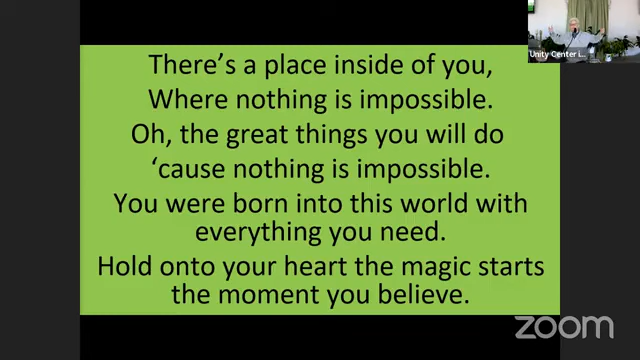 Unity Center i...
There's a place inside of you,
Where nothing is impossible.
Oh, the great things you will do
‘cause nothing is impossible.
You were born into this world with
everything you need.
Hold onto your heart the magic starts
the moment you believe.
zoom